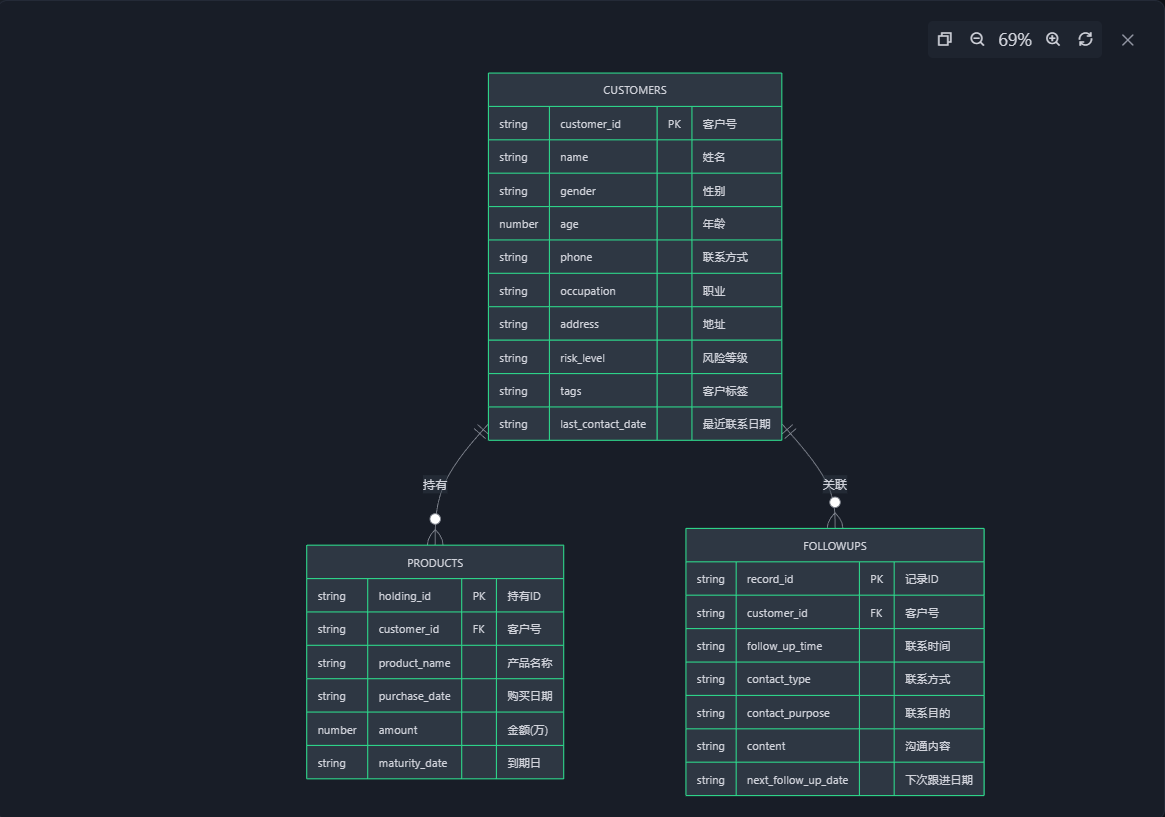 69%
CUSTOMERS
string customer_id PK 客户号
string name 姓名
string gender 性别
number age 年龄
string phone 联系方式
string occupation 职业
string address 地址
string risk_level 风险等级
string tags 客户标签
string last_contact_date 最近联系日期
持有
关联
PRODUCTS
string holding_id PK 持有ID
string customer_id FK 客户号
string product_name 产品名称
string purchase_date 购买日期
number amount 金额(万)
string maturity_date 到期日
FOLLOWUPS
string record_id PK 记录ID
string customer_id FK 客户号
string follow_up_time 联系时间
string contact_type 联系方式
string contact_purpose 联系目的
string content 沟通内容
string next_follow_up_date 下次跟进日期